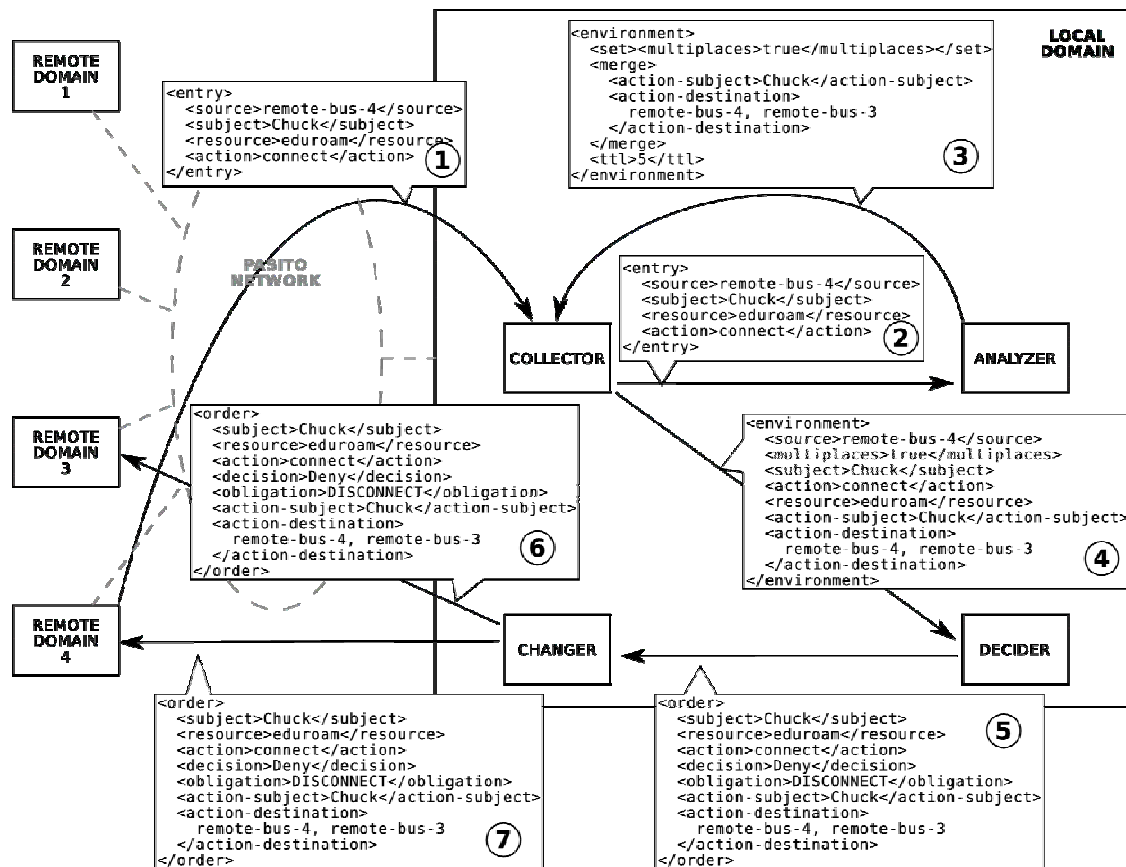 REMOTE
DOMAIN
1
REMOTE
DOMAIN
2
REMOTE
DOMAIN
3
REMOTE
DOMAIN
4
PASITO
NETWORK
LOCAL
DOMAIN
<entry>
<source>remote-bus-4</source>
<subject>Chuck</subject>
<resource>eduroam</resource>
<action>connect</action>
</entry>
1
<environment>
<set><multiplaces>true</multiplaces></set>
<merge>
<action-subject>Chuck</action-subject>
<action-destination>
remote-bus-4, remote-bus-3
</action-destination>
</merge>
<ttl>5</ttl>
</environment>
3
<entry>
<source>remote-bus-4</source>
<subject>Chuck</subject>
<resource>eduroam</resource>
<action>connect</action>
</entry>
2
COLLECTOR
ANALYZER
<order>
<subject>Chuck</subject>
<resource>eduroam</resource>
<action>connect</action>
<decision>Deny</decision>
<obligation>DISCONNECT</obligation>
<action-subject>Chuck</action-subject>
<action-destination>
remote-bus-4, remote-bus-3
</action-destination>
</order>
6
<environment>
<source>remote-bus-4</source>
<multiplaces>true</multiplaces>
<subject>Chuck</subject>
<action>connect</action>
<resource>eduroam</resource>
<action-subject>Chuck</action-subject>
<action-destination>
remote-bus-4, remote-bus-3
</action-destination>
</environment>
4
CHANGER
DECIDER
<order>
<subject>Chuck</subject>
<resource>eduroam</resource>
<action>connect</action>
<decision>Deny</decision>
<obligation>DISCONNECT</obligation>
<action-subject>Chuck</action-subject>
<action-destination>
remote-bus-4, remote-bus-3
</action-destination>
</order>
7
<order>
<subject>Chuck</subject>
<resource>eduroam</resource>
<action>connect</action>
<decision>Deny</decision>
<obligation>DISCONNECT</obligation>
<action-subject>Chuck</action-subject>
<action-destination>
remote-bus-4, remote-bus-3
</action-destination>
</order>
5